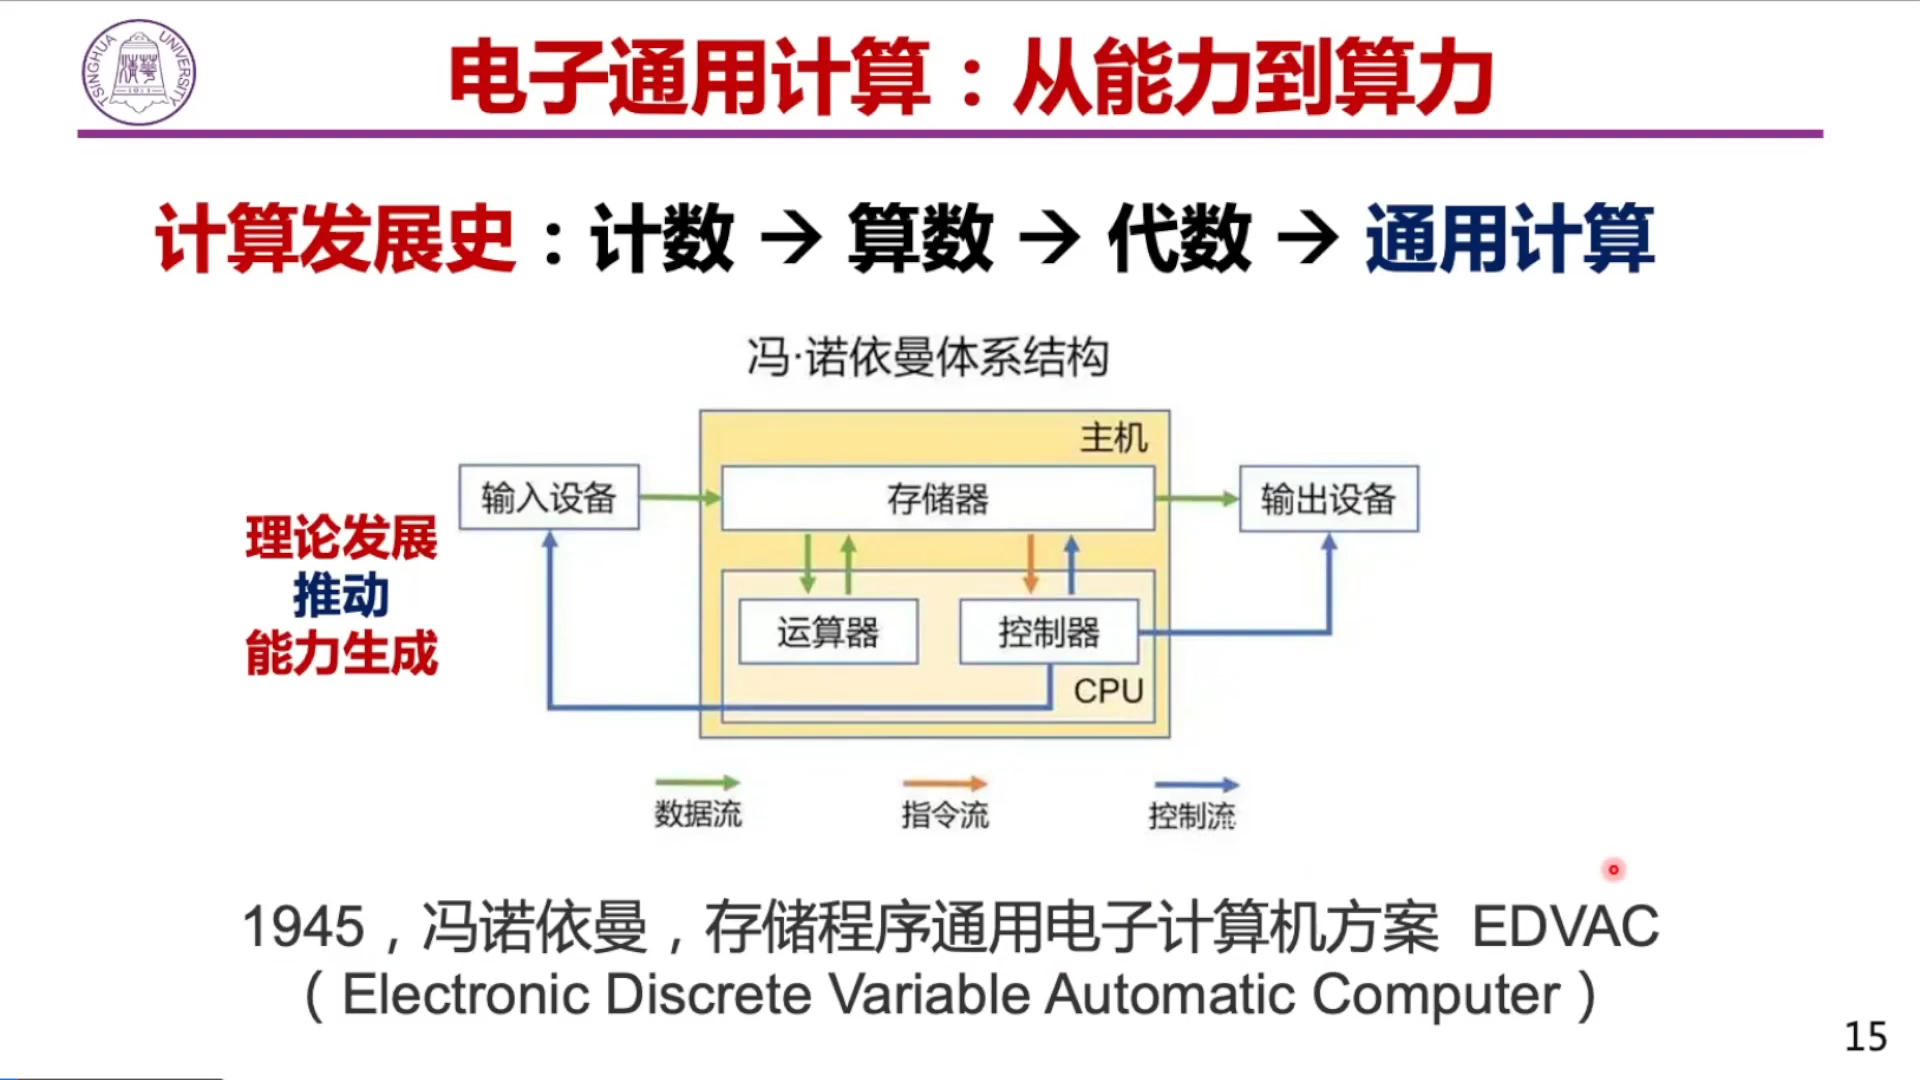 TSINGHUA UNIVERSITY
1911
电子通用计算：从能力到算力
计算发展史：计数 → 算数 → 代数 → 通用计算
冯·诺依曼体系结构
主机
输入设备
存储器
输出设备
理论发展
推动
能力生成
运算器
控制器
CPU
数据流
指令流
控制流
1945，冯诺依曼，存储程序通用电子计算机方案 EDVAC
（Electronic Discrete Variable Automatic Computer）
15